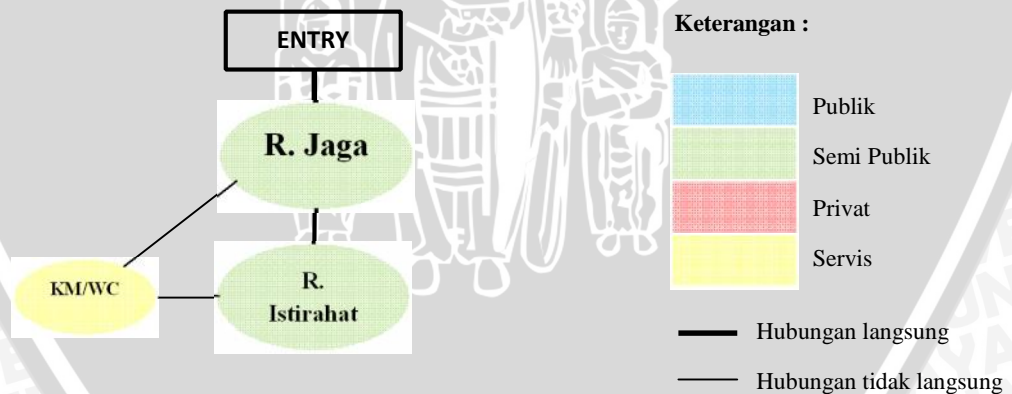 ENTRY
R. Jaga
KM/WC
R.
Istirahat
Keterangan :
Publik
Semi Publik
Privat
Servis
Hubungan langsung
Hubungan tidak langsung